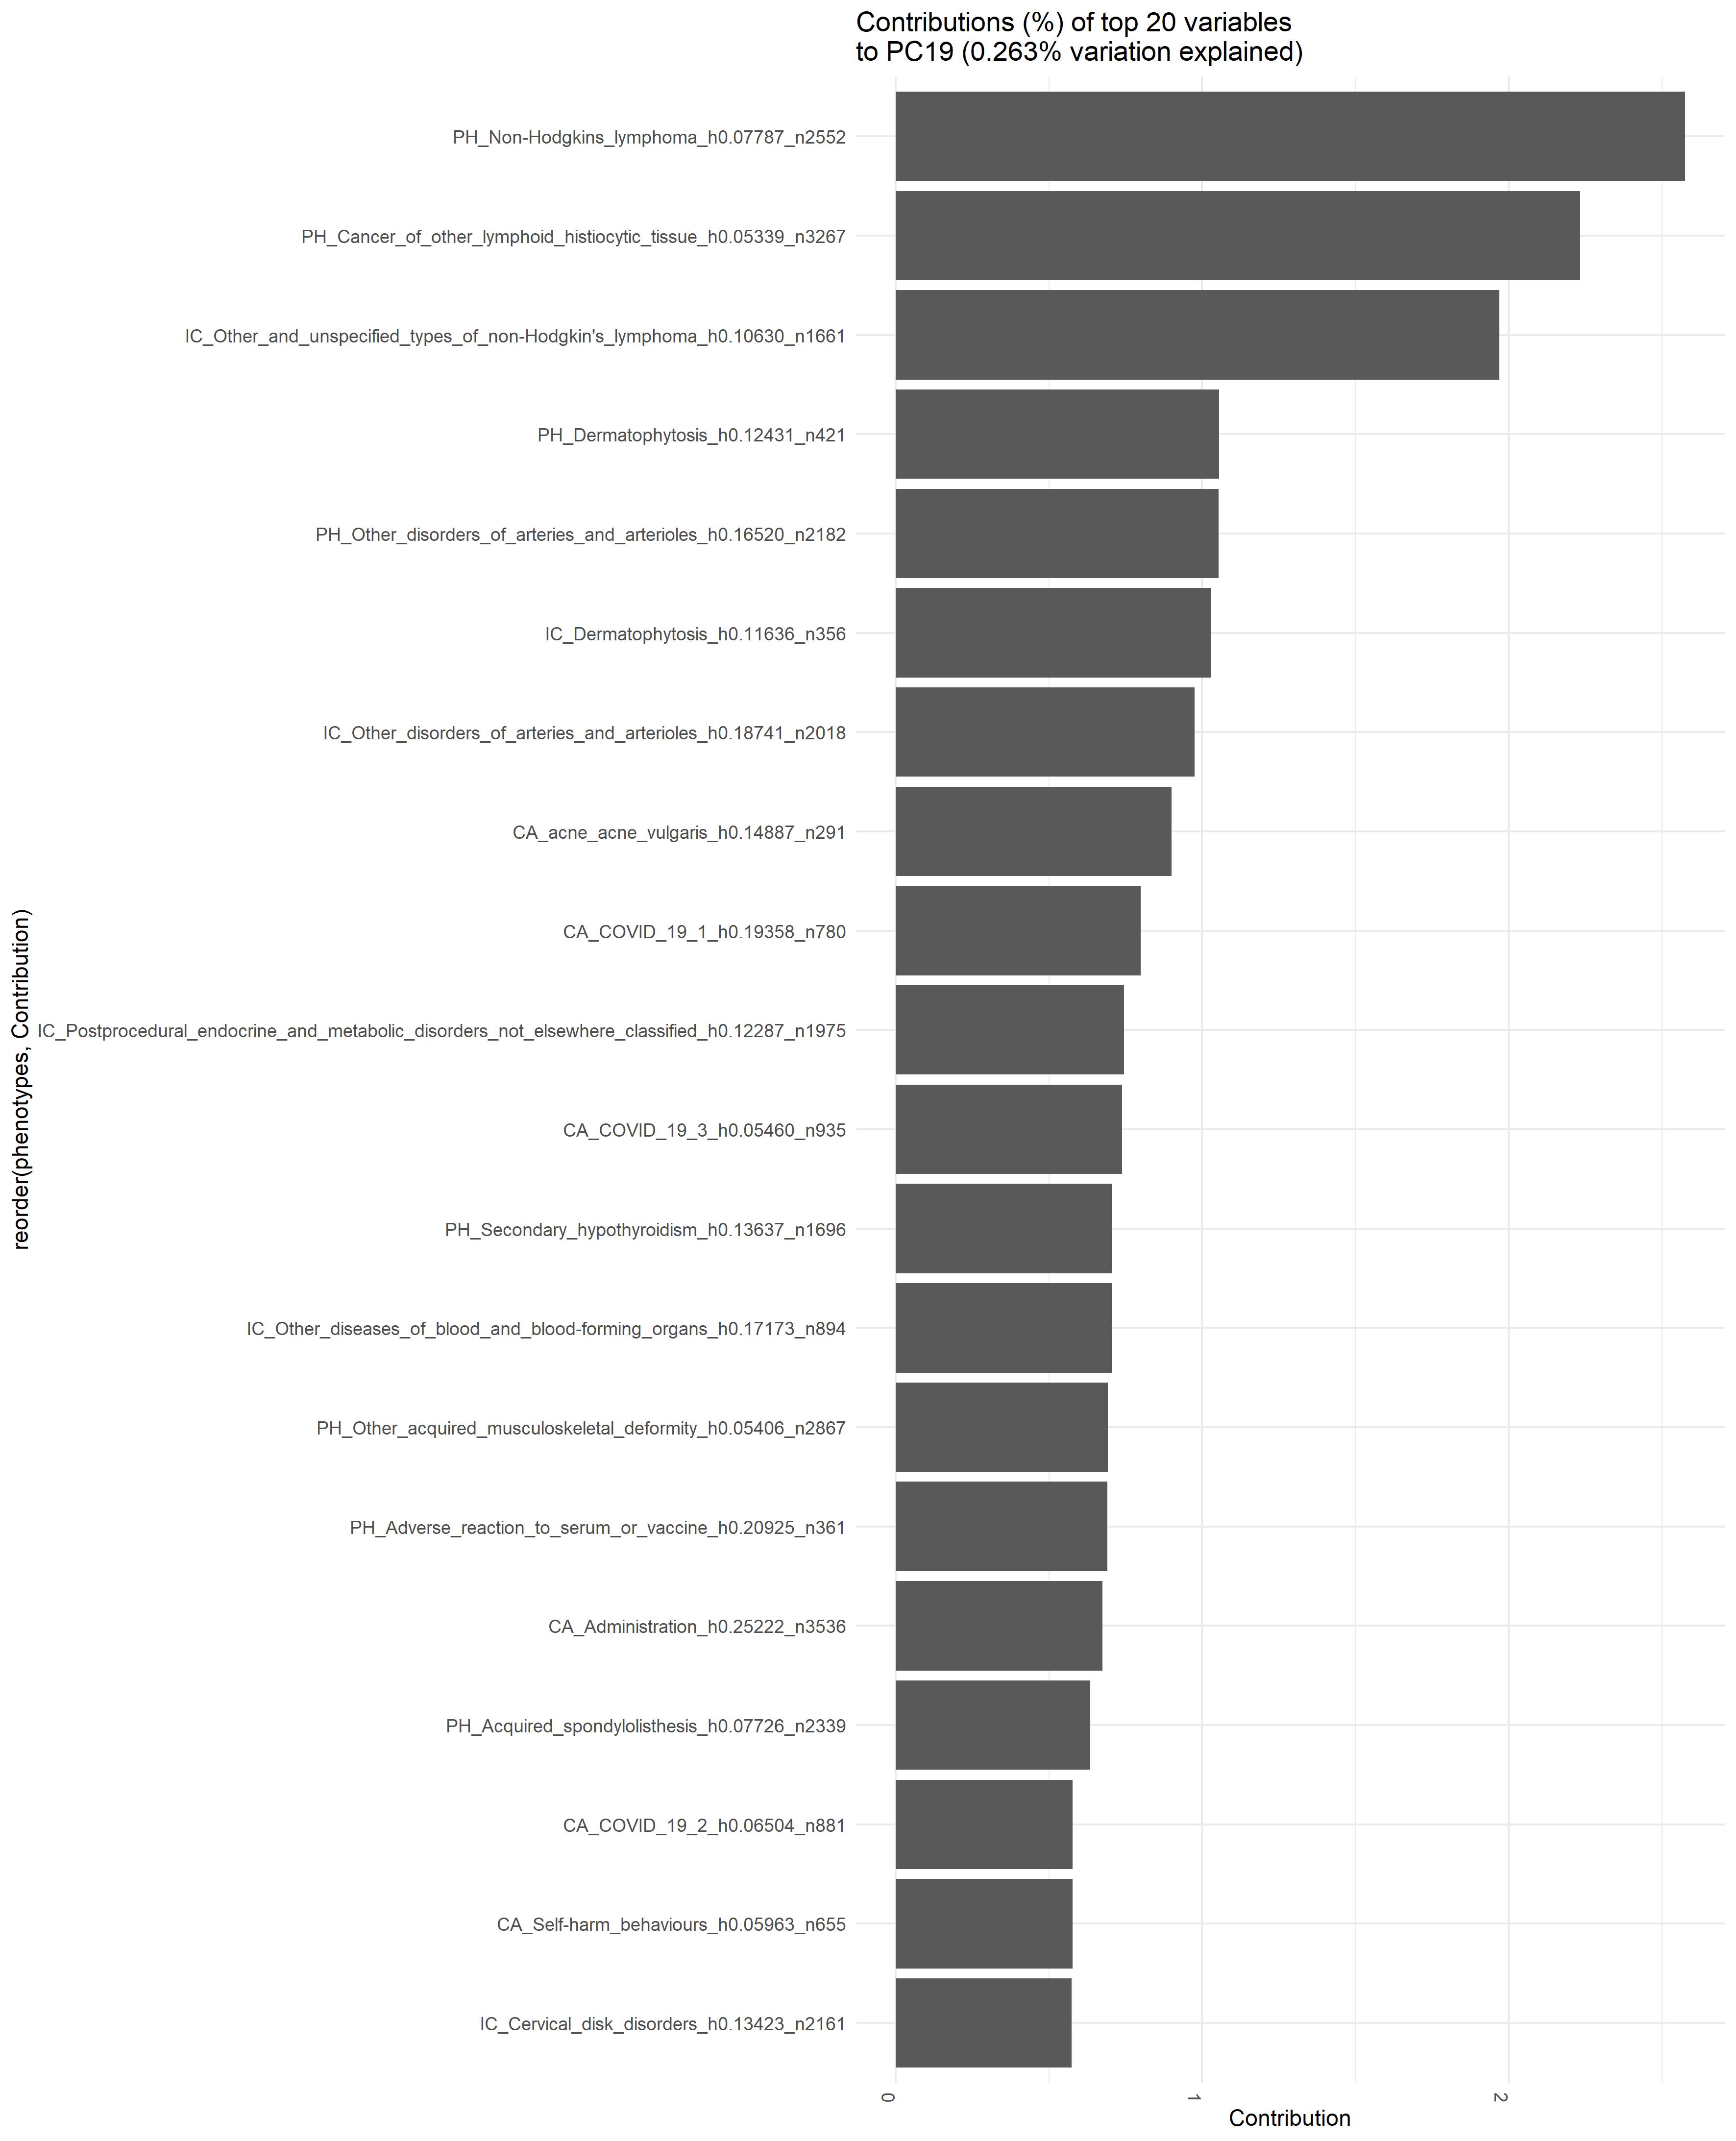 Contributions (%) of top 20 variables
to PC19 (0.263% variation explained)
PH_Non-Hodgkins_lymphoma_h0.07787_n2552
PH_Cancer_of_other_lymphoid_histiocytic_tissue_h0.05339_n3267
IC_Other_and_unspecified_types_of_non-Hodgkin's_lymphoma_h0.10630_n1661
PH_Dermatophytosis_h0.12431_n421
PH_Other_disorders_of_arteries_and_arterioles_h0.16520_n2182
IC_Dermatophytosis_h0.11636_n356
IC_Other_disorders_of_arteries_and_arterioles_h0.18741_n2018
CA_acne_acne_vulgaris_h0.14887_n291
CA_COVID_19_1_h0.19358_n780
IC_Postprocedural_endocrine_and_metabolic_disorders_not_elsewhere_classified_h0.12287_n1975
CA_COVID_19_3_h0.05460_n935
PH_Secondary_hypothyroidism_h0.13637_n1696
IC_Other_diseases_of_blood_and_blood-forming_organs_h0.17173_n894
PH_Other_acquired_musculoskeletal_deformity_h0.05406_n2867
PH_Adverse_reaction_to_serum_or_vaccine_h0.20925_n361
CA_Administration_h0.25222_n3536
PH_Acquired_spondylolisthesis_h0.07726_n2339
CA_COVID_19_2_h0.06504_n881
CA_Self-harm_behaviours_h0.05963_n655
IC_Cervical_disk_disorders_h0.13423_n2161
reorder(phenotypes, Contribution)
0 1 2
Contribution